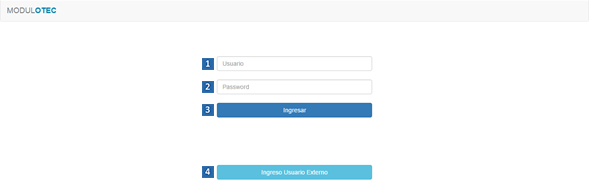 MODULOTEC
1 Usuario
2 Password
3 Ingresar
4 Ingreso Usuario Externo